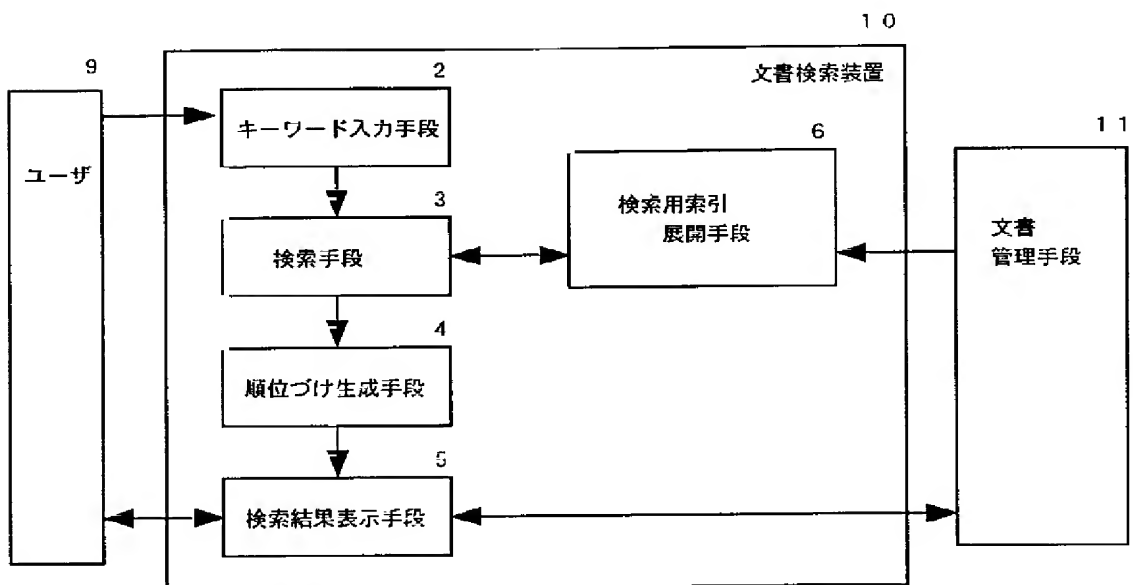 10
文書検索装置
9
ユーザ
2
キーワード入力手段
3
検索手段
4
順位づけ生成手段
5
検索結果表示手段
6
検索用索引
展開手段
11
文書
管理手段